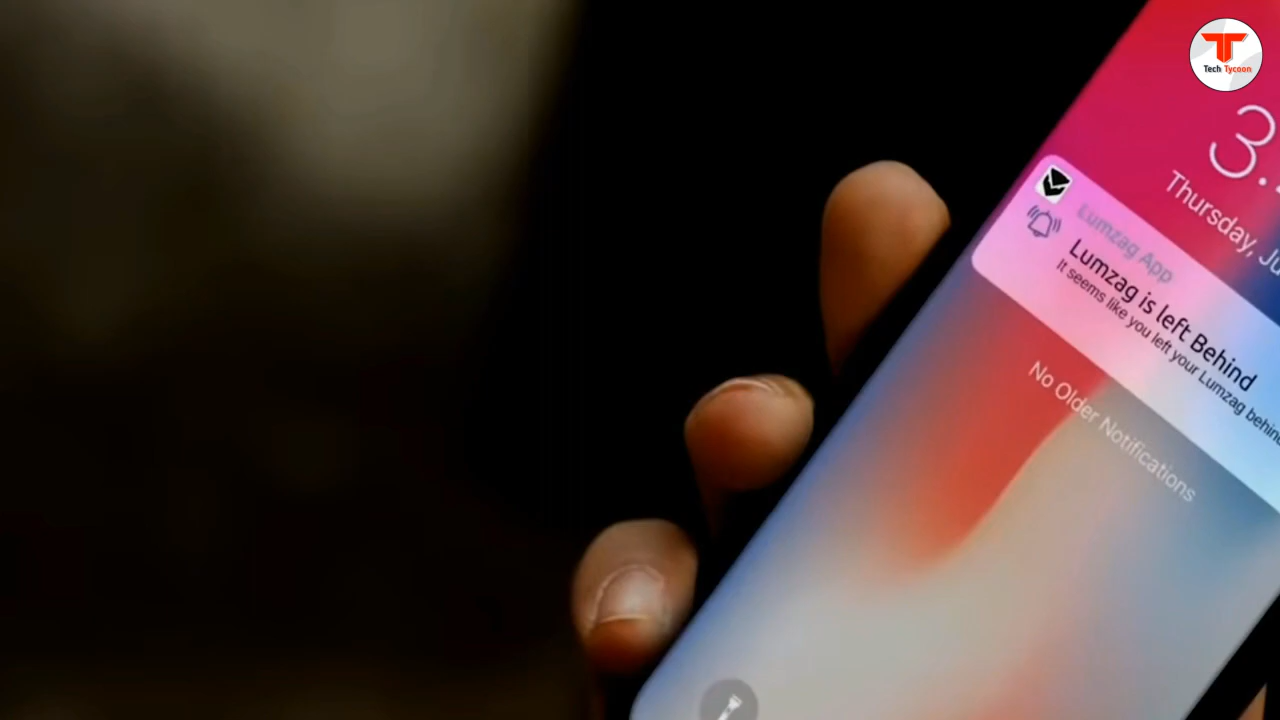 Tech Tycoon
3.
Thursday, Ju
Lumzag App
Lumzag is left Behind
It seems like you left your Lumzag behind
No Older Notifications